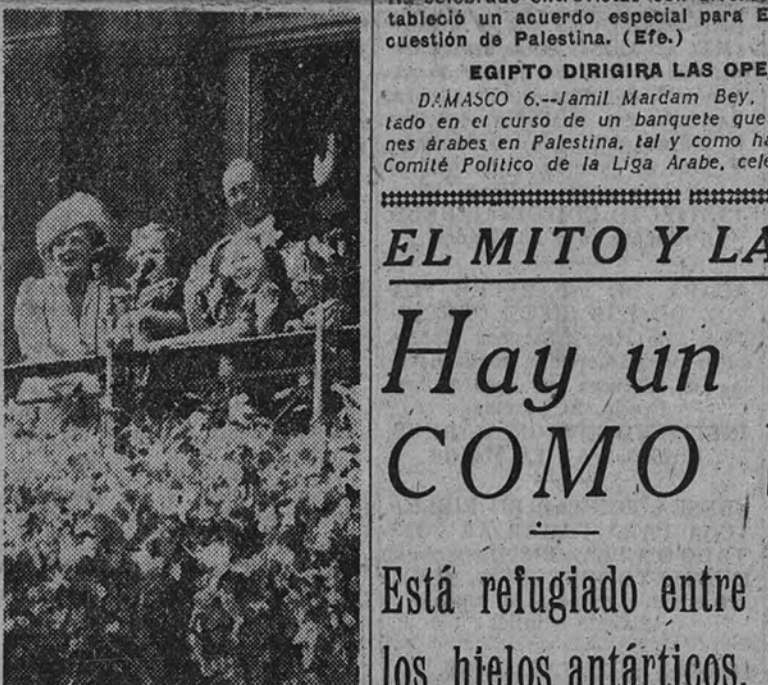 tableció un acuerdo especial para E
cuestión de Palestina. (Efe.)
EGIPTO DIRIGIRA LAS OPE
DAMASCO 6.--Jamil Mardam Bey,
tado en el curso de un banquete que
nes árabes en Palestina, tal y como ha
Comité Político de la Liga Arabe, cele
EL MITO Y LA
Hay un
COMO
Está refugiado entre
los hielos antárticos,